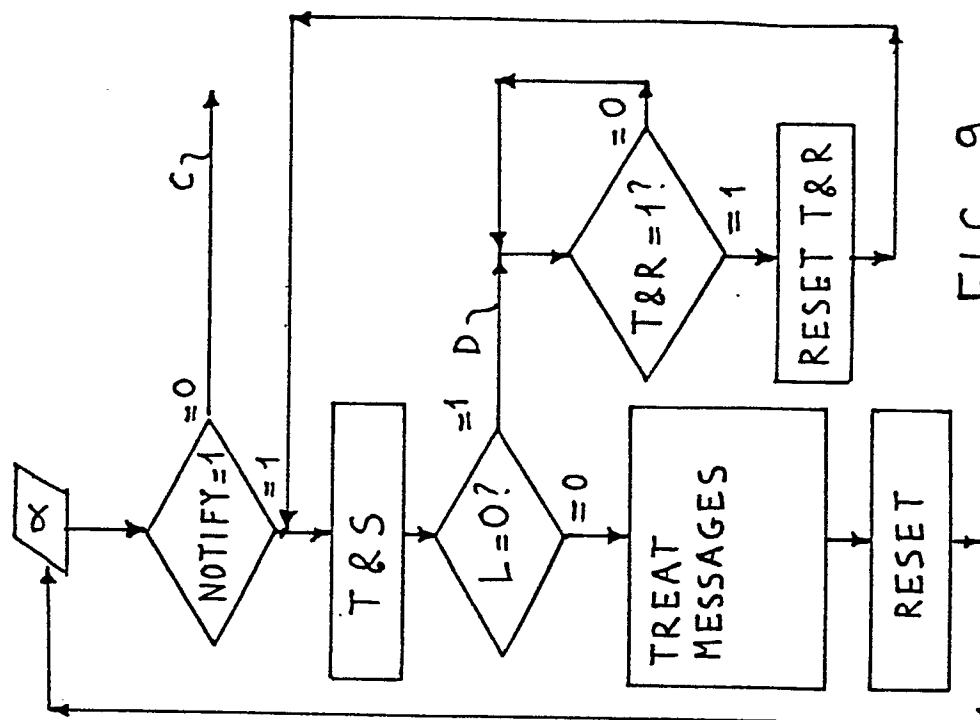 α
NOTIFY=1
=0
C
=1
T&S
L=0?
=1
D
=0
T&R=1?
=0
=1
RESET T&R
TREAT
MESSAGES
RESET